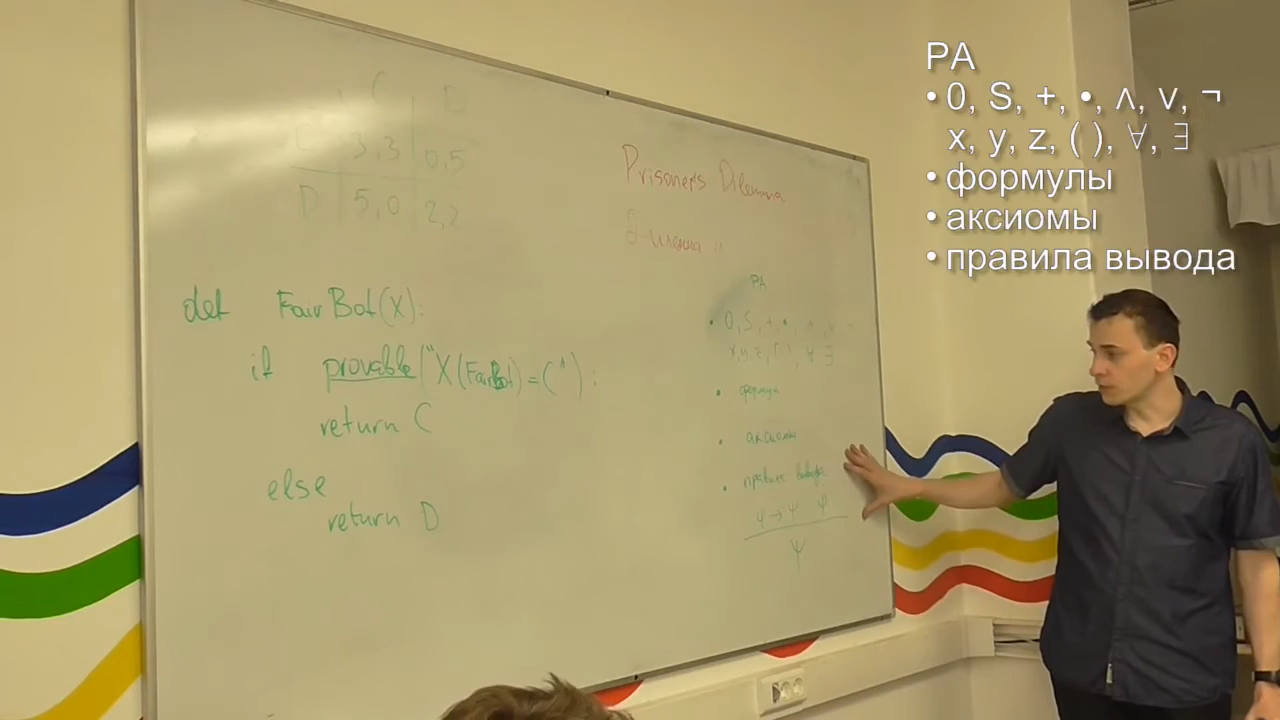 C D
C 3,3 0,5
D 5,0 2,2
Prisoner's Dilemma
def FairBot(X):
if provable("X(FairBot)=C"):
return C
else
return D
PA
• 0, S, +, •, ∧, ∨, ¬
x, y, z, ( ), ∀, ∃
• формулы
• аксиомы
• правила вывода
φ→ψ φ
ψ
PA
• 0, S, +, •, ∧, ∨, ¬
x, y, z, ( ), ∀, ∃
• формулы
• аксиомы
• правила вывода